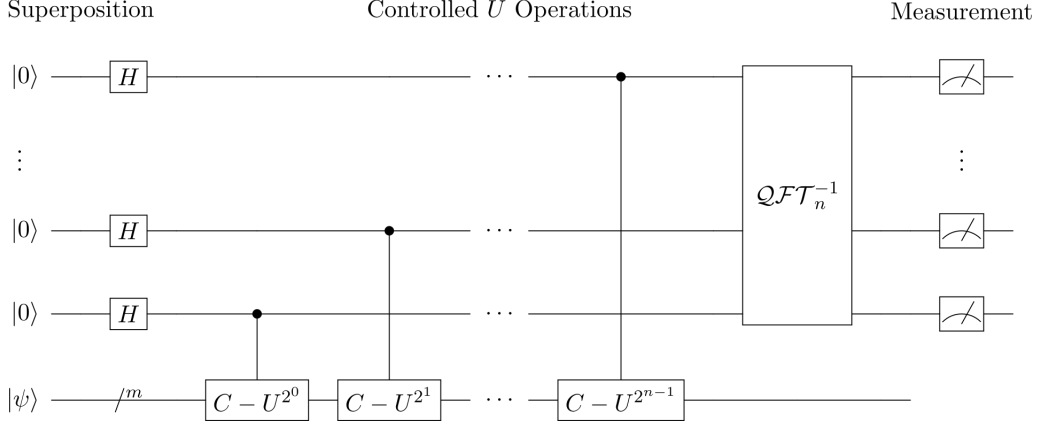 Superposition Controlled U Operations Measurement
|0⟩ H ⋯
⋮ ⋮
QFT_n^{-1}
|0⟩ H ⋯
|0⟩ H ⋯
|ψ⟩ m C − U^{2^0} C − U^{2^1} ⋯ C − U^{2^{n−1}}